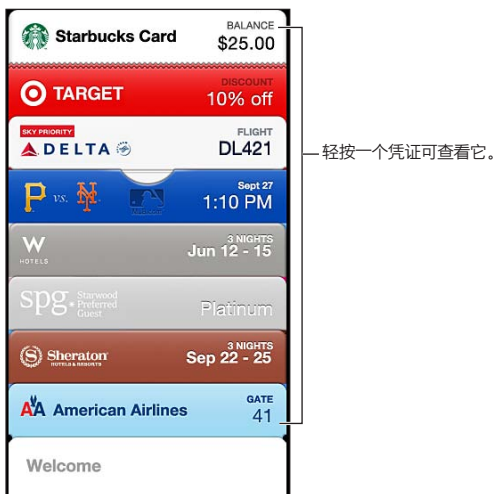 Starbucks Card
BALANCE
$25.00
TARGET
DISCOUNT
10% off
SKY PRIORITY
DELTA
FLIGHT
DL421
轻按一个凭证可查看它。
P vs. NY
Sept 27
1:10 PM
W
HOTELS
3 NIGHTS
Jun 12 - 15
spg. Starwood
Preferred
Guest
Platinum
S Sheraton
HOTELS & RESORTS
3 NIGHTS
Sep 22 - 25
AA American Airlines
GATE
41
Welcome